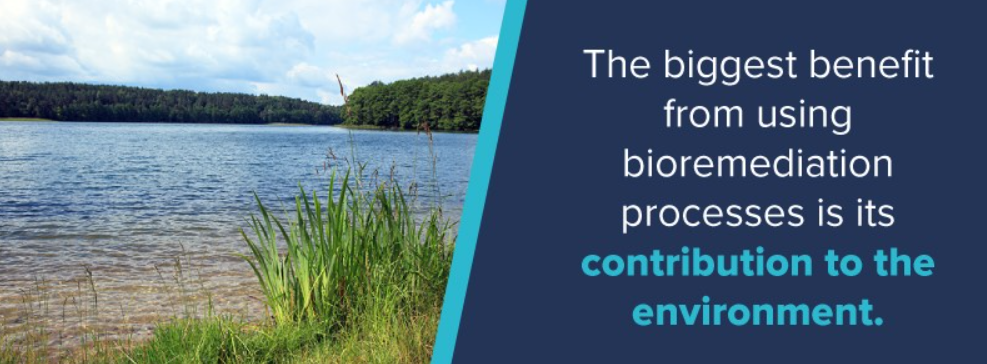 The biggest benefit
from using
bioremediation
processes is its
contribution to the
environment.